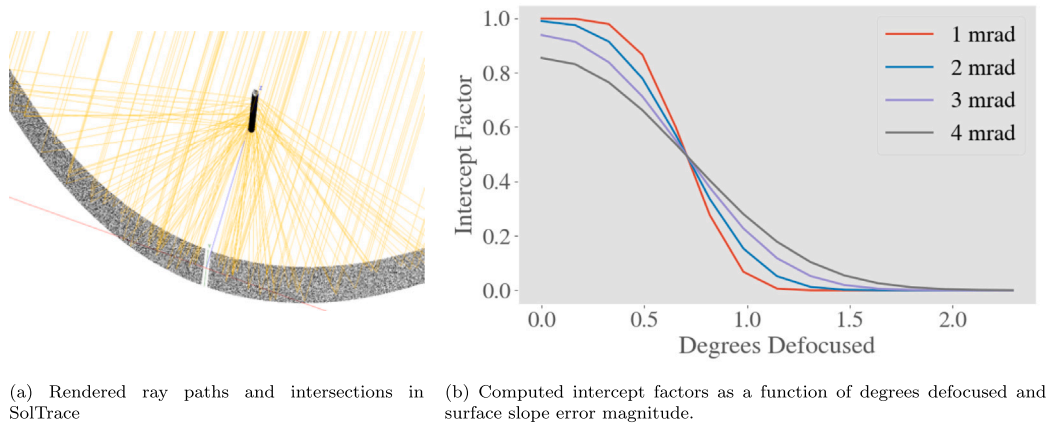 1.0
0.8
0.6
0.4
0.2
0.0
Intercept Factor
1 mrad
2 mrad
3 mrad
4 mrad
0.0 0.5 1.0 1.5 2.0
Degrees Defocused
(a) Rendered ray paths and intersections in
SolTrace
(b) Computed intercept factors as a function of degrees defocused and
surface slope error magnitude.